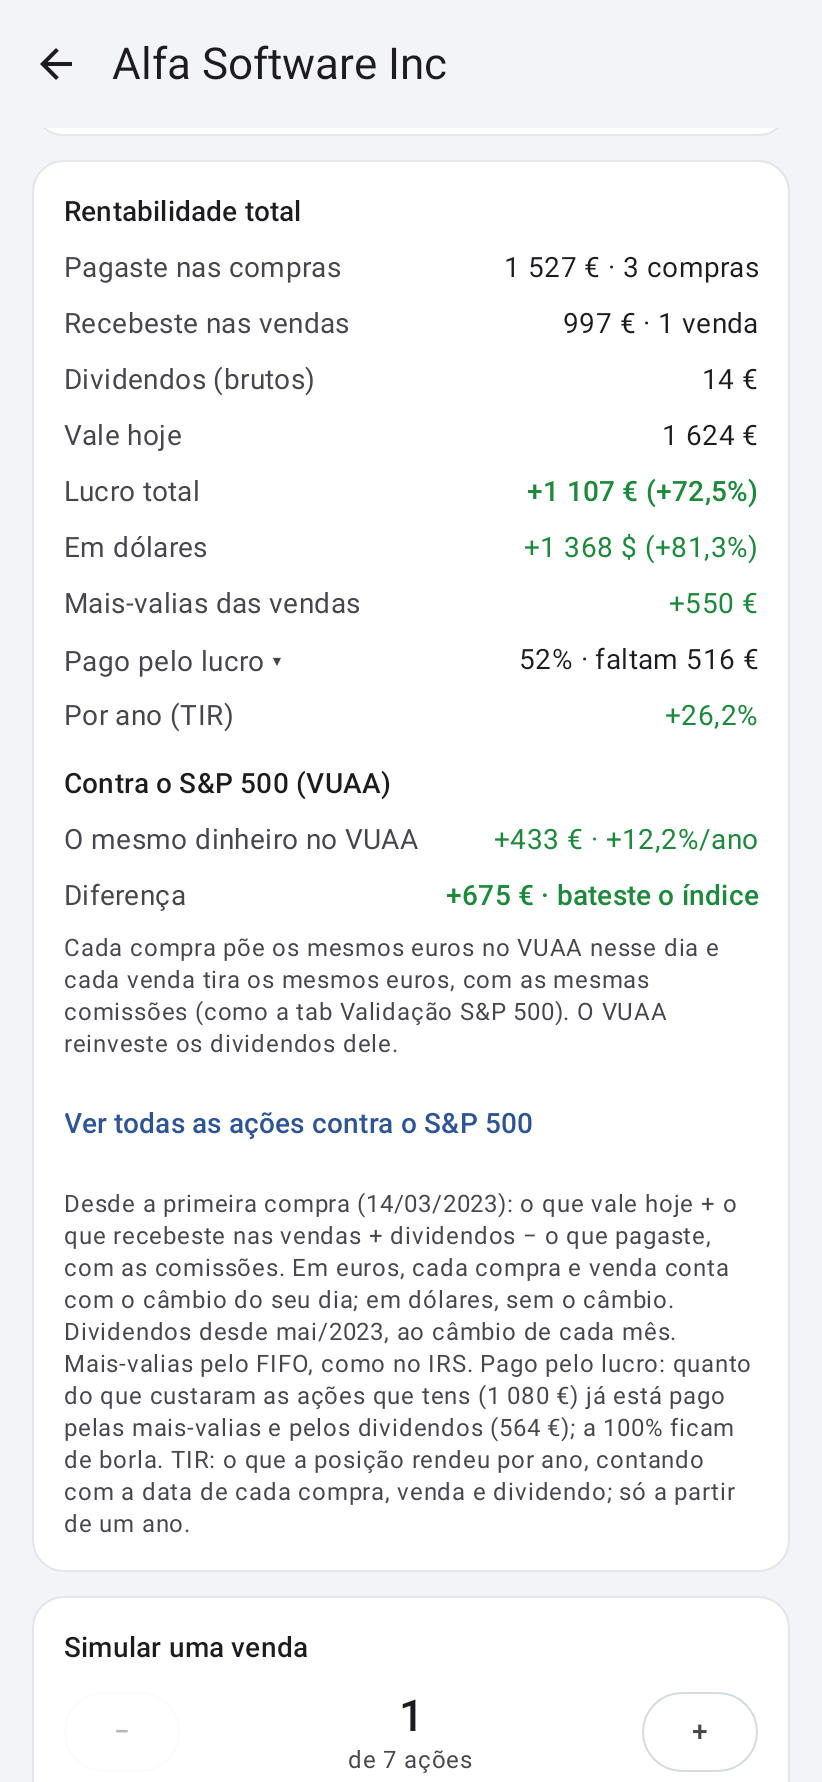 Alfa Software Inc
Rentabilidade total
Pagaste nas compras 1 527 € · 3 compras
Recebeste nas vendas 997 € · 1 venda
Dividendos (brutos) 14 €
Vale hoje 1 624 €
Lucro total +1 107 € (+72,5%)
Em dólares +1 368 $ (+81,3%)
Mais-valias das vendas +550 €
Pago pelo lucro ▾ 52% · faltam 516 €
Por ano (TIR) +26,2%
Contra o S&P 500 (VUAA)
O mesmo dinheiro no VUAA +433 € · +12,2%/ano
Diferença +675 € · bateste o índice
Cada compra põe os mesmos euros no VUAA nesse dia e
cada venda tira os mesmos euros, com as mesmas
comissões (como a tab Validação S&P 500). O VUAA
reinveste os dividendos dele.
Ver todas as ações contra o S&P 500
Desde a primeira compra (14/03/2023): o que vale hoje + o
que recebeste nas vendas + dividendos − o que pagaste,
com as comissões. Em euros, cada compra e venda conta
com o câmbio do seu dia; em dólares, sem o câmbio.
Dividendos desde mai/2023, ao câmbio de cada mês.
Mais-valias pelo FIFO, como no IRS. Pago pelo lucro: quanto
do que custaram as ações que tens (1 080 €) já está pago
pelas mais-valias e pelos dividendos (564 €); a 100% ficam
de borla. TIR: o que a posição rendeu por ano, contando
com a data de cada compra, venda e dividendo; só a partir
de um ano.
Simular uma venda
− 1 +
de 7 ações